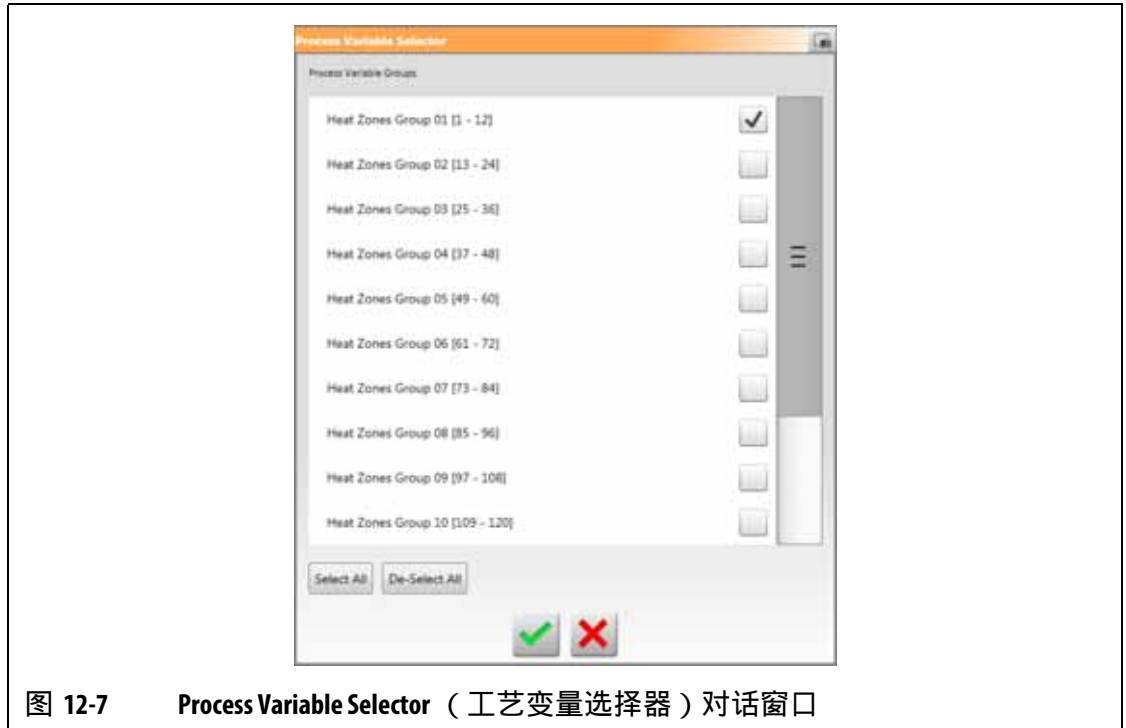 Process Variable Selector
Process Variable Groups
Heat Zones Group 01 [1 - 12]
Heat Zones Group 02 [13 - 24]
Heat Zones Group 03 [25 - 36]
Heat Zones Group 04 [37 - 48]
Heat Zones Group 05 [49 - 60]
Heat Zones Group 06 [61 - 72]
Heat Zones Group 07 [73 - 84]
Heat Zones Group 08 [85 - 96]
Heat Zones Group 09 [97 - 108]
Heat Zones Group 10 [109 - 120]
Select All De-Select All
图 12-7 Process Variable Selector （工艺变量选择器）对话窗口